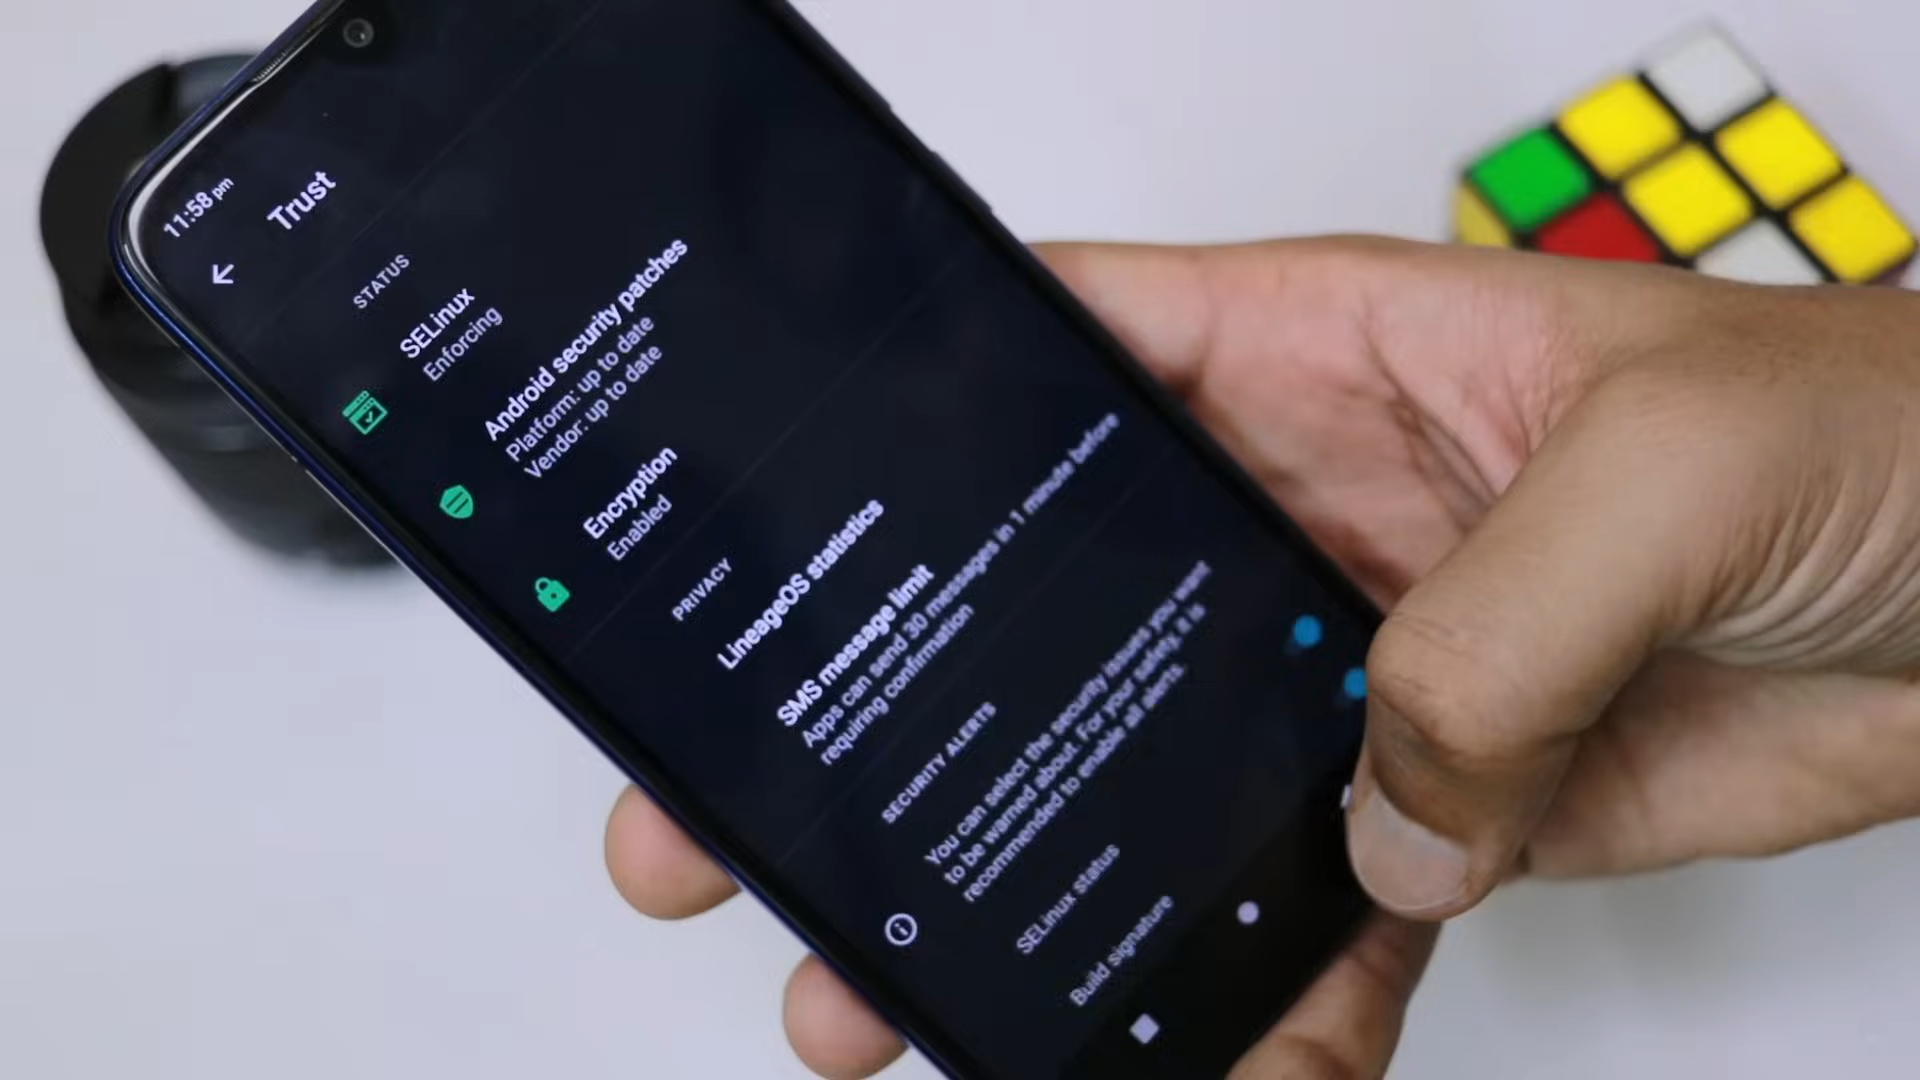 11:58 pm
Trust
STATUS
SELinux
Enforcing
Android security patches
Platform: up to date
Vendor: up to date
Encryption
Enabled
PRIVACY
LineageOS statistics
SMS message limit
Apps can send 30 messages in 1 minute before
requiring confirmation
SECURITY ALERTS
You can select the security issues you want
to be warned about. For your safety, it is
recommended to enable all alerts.
SELinux status
Build signature